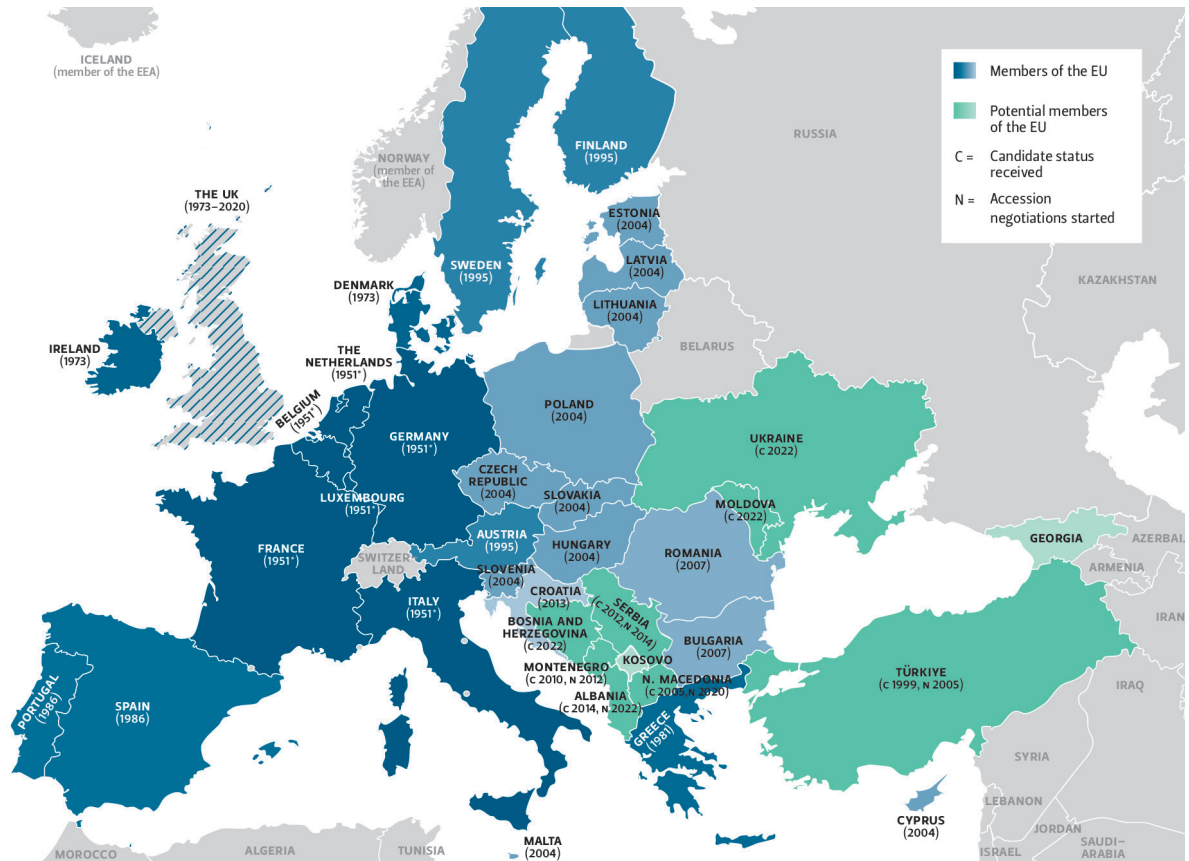 ICELAND
(member of the EEA)
Members of the EU
Potential members
of the EU
C = Candidate status
received
N = Accession
negotiations started
RUSSIA
FINLAND
(1995)
NORWAY
(member of
the EEA)
THE UK
(1973–2020)
ESTONIA
(2004)
SWEDEN
(1995)
LATVIA
(2004)
DENMARK
(1973)
LITHUANIA
(2004)
KAZAKHSTAN
IRELAND
(1973)
THE
NETHERLANDS
(1951*)
BELARUS
BELGIUM
(1951*)
POLAND
(2004)
GERMANY
(1951*)
UKRAINE
(C 2022)
CZECH
REPUBLIC
(2004)
LUXEMBOURG
(1951*)
SLOVAKIA
(2004)
MOLDOVA
(C 2022)
AUSTRIA
(1995)
FRANCE
(1951*)
SWITZER-
LAND
HUNGARY
(2004)
ROMANIA
(2007)
GEORGIA
AZERBAIJ.
ARMENIA
SLOVENIA
(2004)
CROATIA
(2013)
ITALY
(1951*)
SERBIA
(C 2012, N 2014)
BOSNIA AND
HERZEGOVINA
(C 2022)
BULGARIA
(2007)
IRAN
KOSOVO
MONTENEGRO
(C 2010, N 2012)
N. MACEDONIA
(C 2005, N 2020)
TÜRKIYE
(C 1999, N 2005)
ALBANIA
(C 2014, N 2022)
IRAQ
PORTUGAL
(1986)
SPAIN
(1986)
GREECE
(1981)
SYRIA
LEBANON
CYPRUS
(2004)
JORDAN
MALTA
(2004)
MOROCCO
ALGERIA
TUNISIA
ISRAEL
SAUDI–
ARABIA